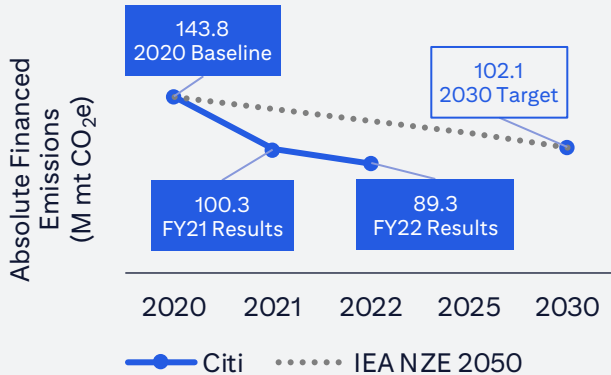 143.8
2020 Baseline
102.1
2030 Target
Absolute Financed
Emissions
(M mt CO₂e)
100.3
FY21 Results
89.3
FY22 Results
2020 2021 2022 2025 2030
Citi IEA NZE 2050